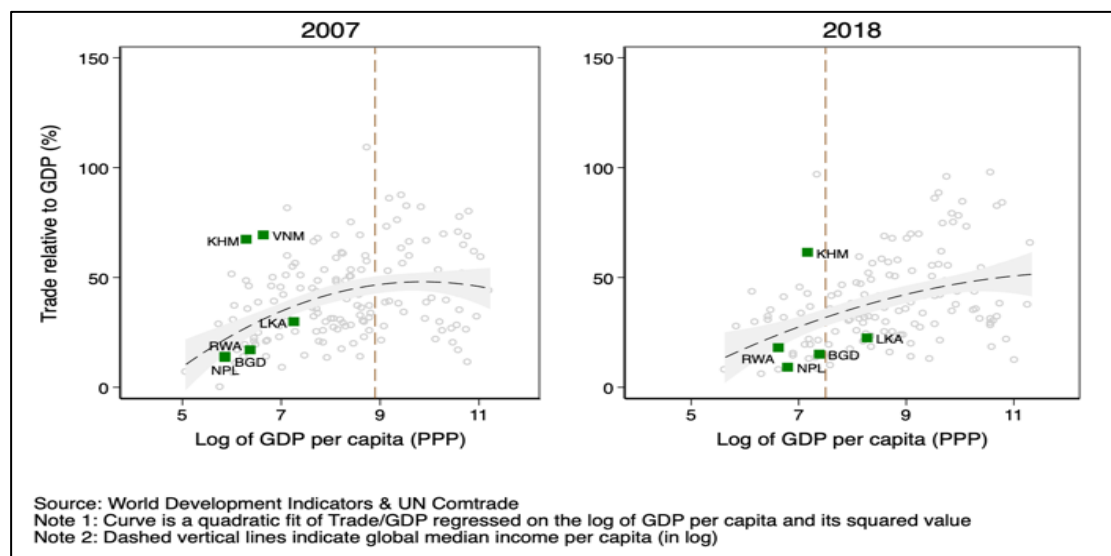 2007
2018
150
100
50
0
Trade relative to GDP (%)
KHM
VNM
LKA
RWA
BGD
NPL
5
7
9
11
Log of GDP per capita (PPP)
150
100
50
0
KHM
LKA
RWA
BGD
NPL
5
7
9
11
Log of GDP per capita (PPP)
Source: World Development Indicators & UN Comtrade
Note 1: Curve is a quadratic fit of Trade/GDP regressed on the log of GDP per capita and its squared value
Note 2: Dashed vertical lines indicate global median income per capita (in log)